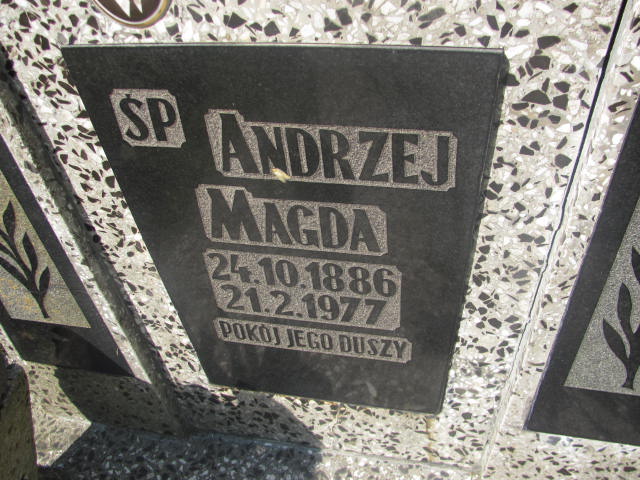 ŚP ANDRZEJ
MAGDA
24.10.1886
21.2.1977
POKÓJ JEGO DUSZY